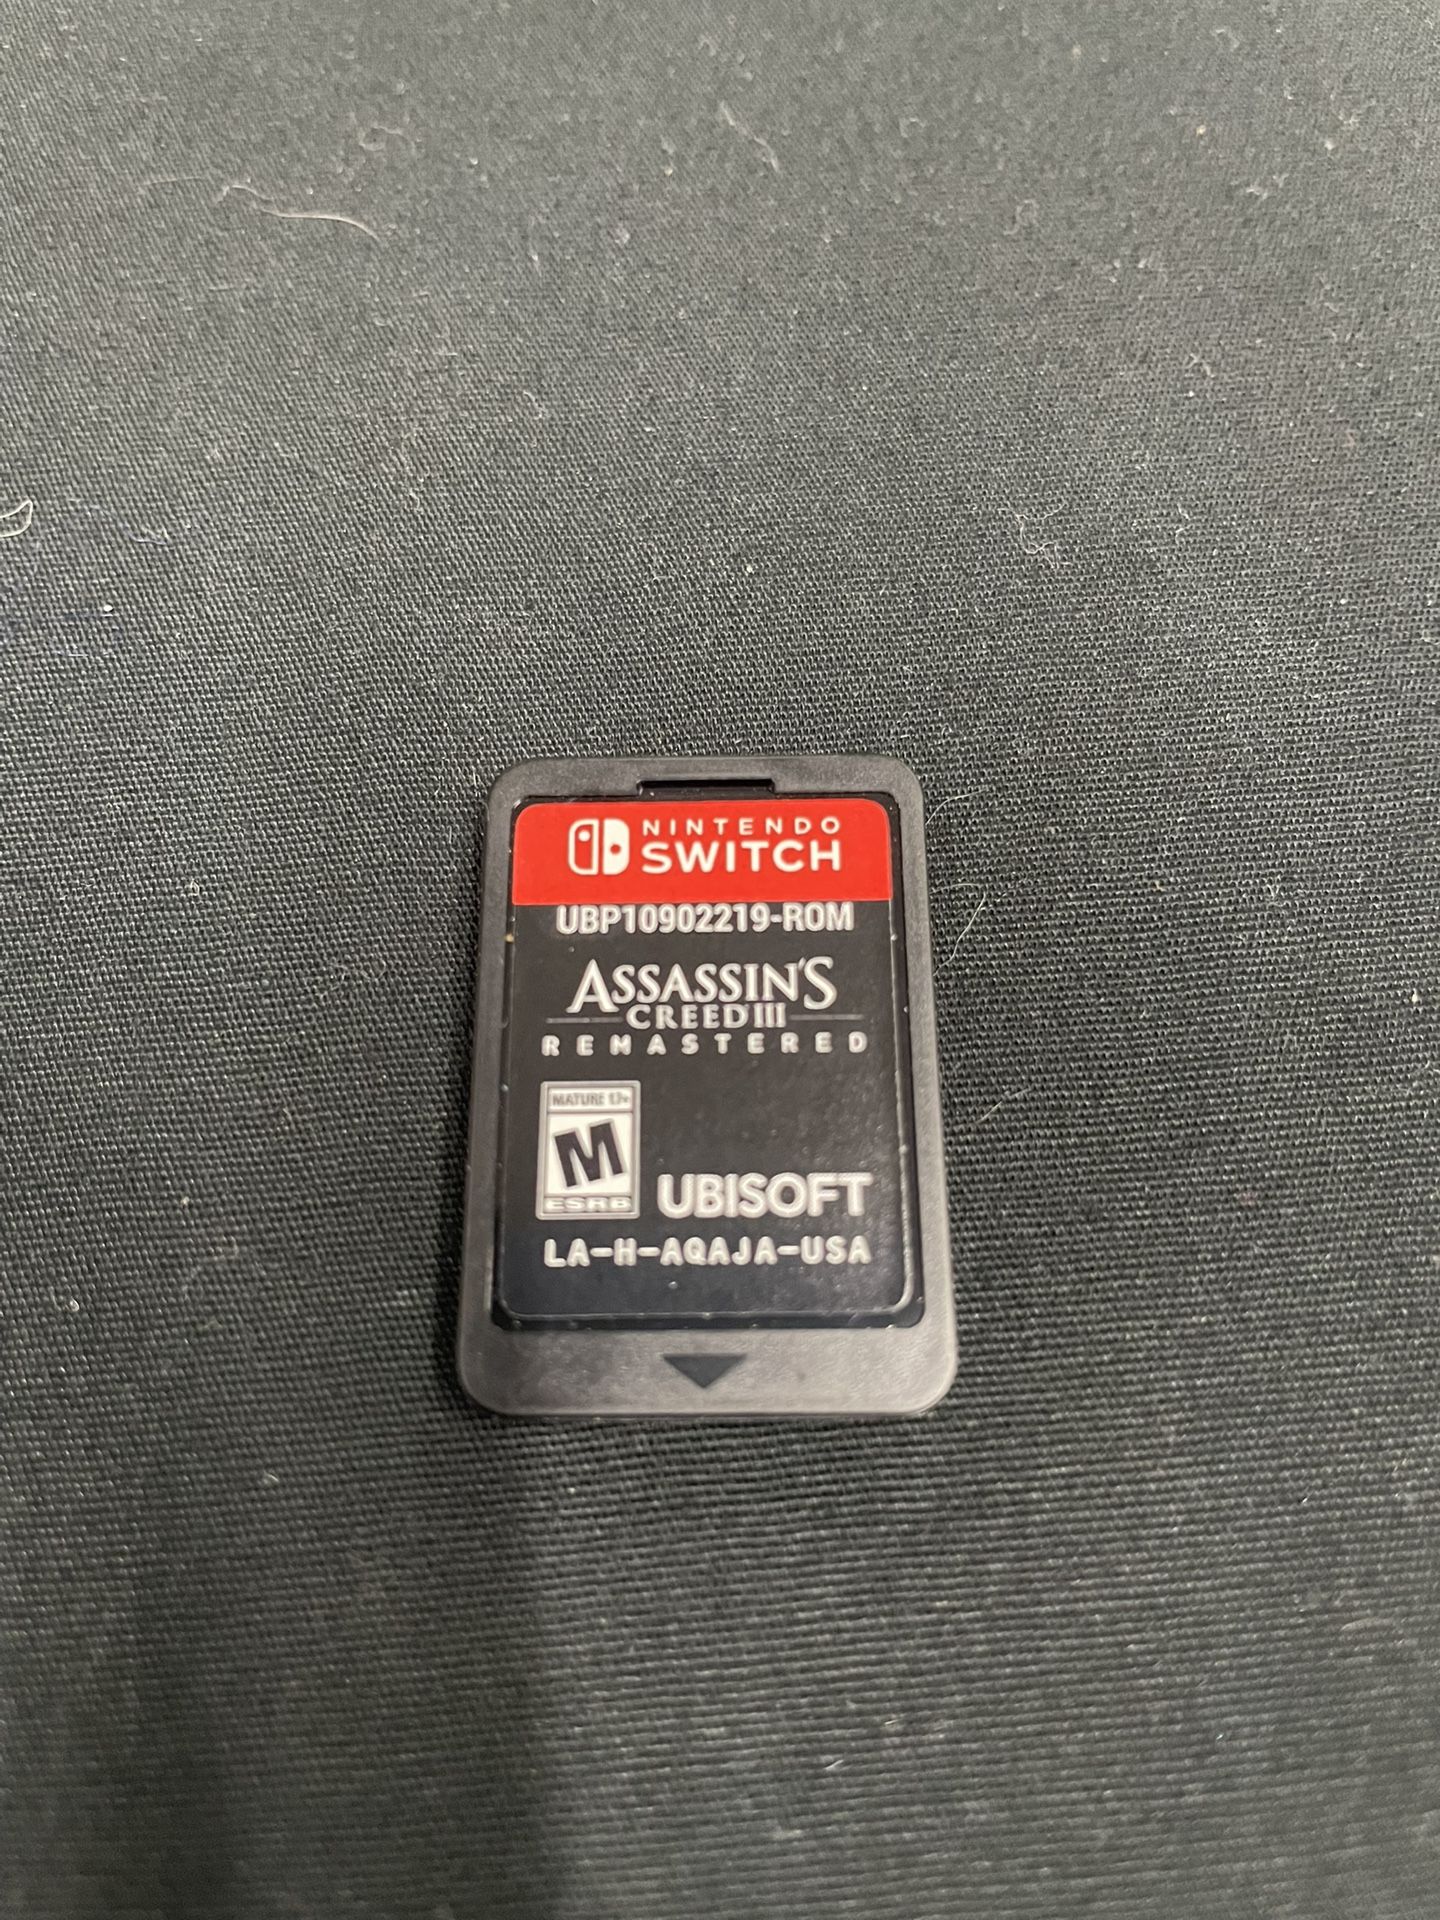 NINTENDO
SWITCH
UBP10902219-ROM
ASSASSIN'S
CREED III
REMASTERED
MATURE 17+
M
ESRB
UBISOFT
LA-H-AQAJA-USA